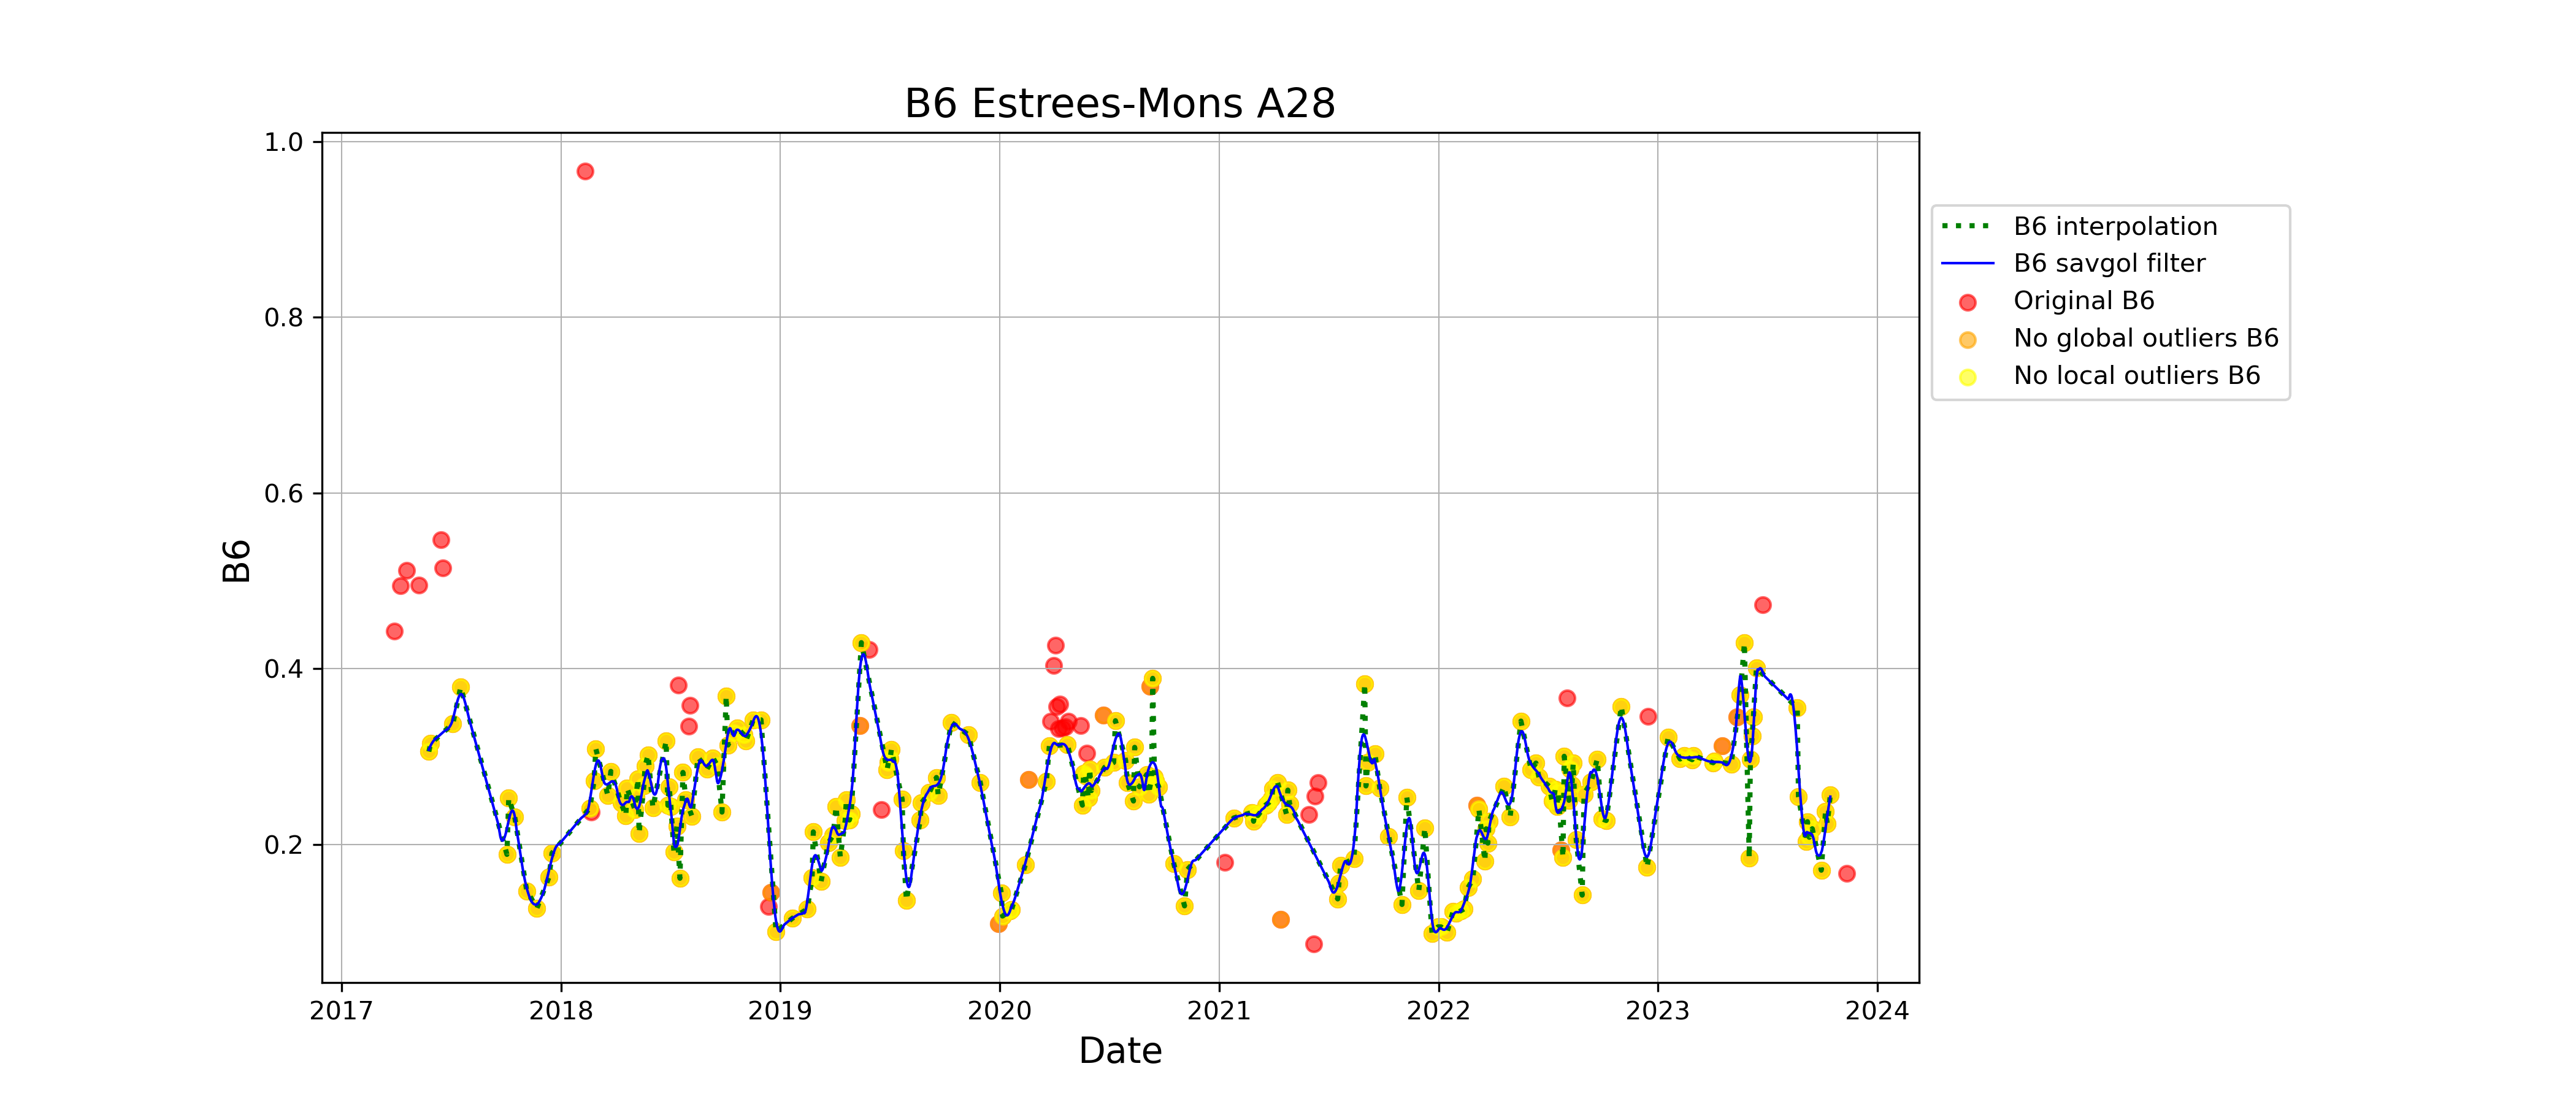 B6 Estrees-Mons A28
1.0
0.8
0.6
0.4
0.2
B6
2017 2018 2019 2020 2021 2022 2023 2024
Date
B6 interpolation
B6 savgol filter
Original B6
No global outliers B6
No local outliers B6